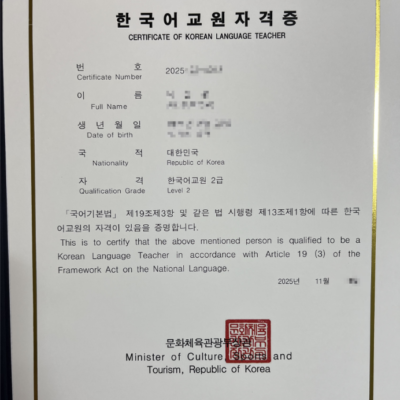 한국어교원자격증
CERTIFICATE OF KOREAN LANGUAGE TEACHER
번 호 2025-
Certificate Number
이 름
Full Name
생 년 월 일
Date of birth
국 적 대한민국
Nationality Republic of Korea
자 격 한국어교원 2급
Qualification Grade Level 2
「국어기본법」 제19조제3항 및 같은 법 시행령 제13조제1항에 따른 한국
어교원의 자격이 있음을 증명합니다.
This is to certify that the above mentioned person is qualified to be a
Korean Language Teacher in accordance with Article 19 (3) of the
Framework Act on the National Language.
2025년 11월
문화체육관광부장관
Minister of Culture, Sports and
Tourism, Republic of Korea